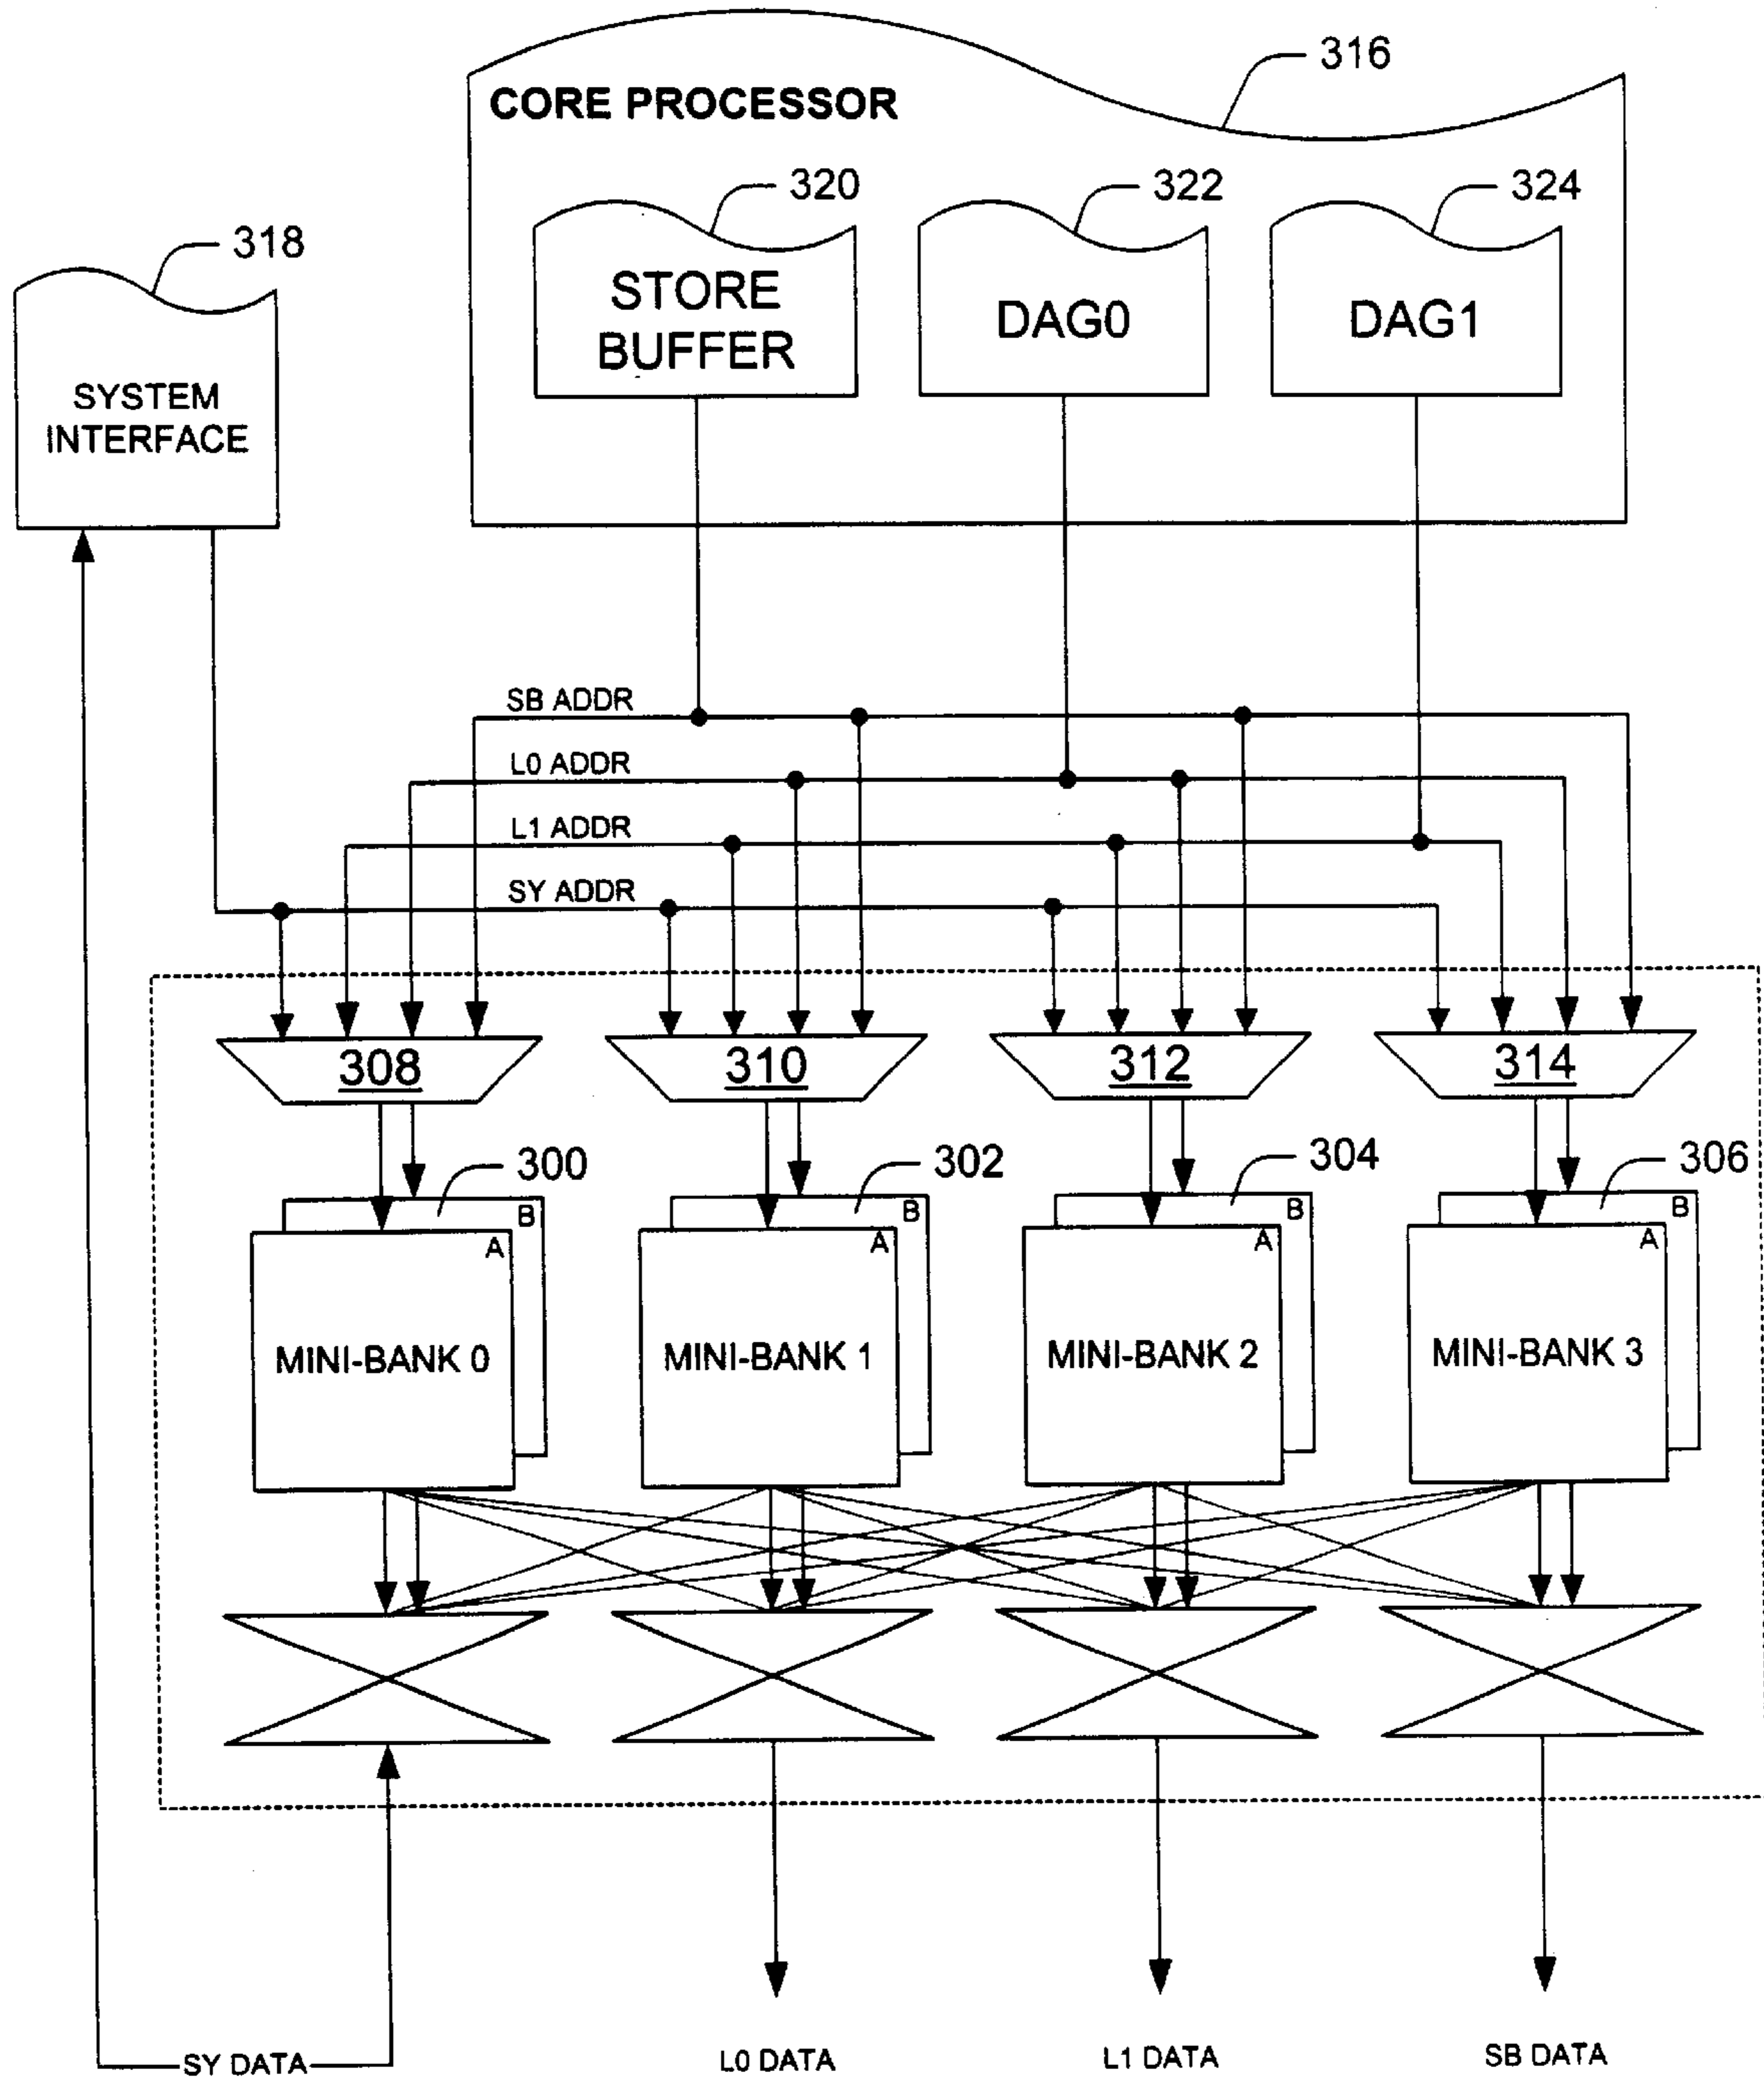 316
CORE PROCESSOR
320
322
324
318
STORE
BUFFER
DAG0
DAG1
SYSTEM
INTERFACE
SB ADDR
L0 ADDR
L1 ADDR
SY ADDR
308
310
312
314
300
302
304
306
B
B
B
B
A
A
A
A
MINI-BANK 0
MINI-BANK 1
MINI-BANK 2
MINI-BANK 3
SY DATA
L0 DATA
L1 DATA
SB DATA